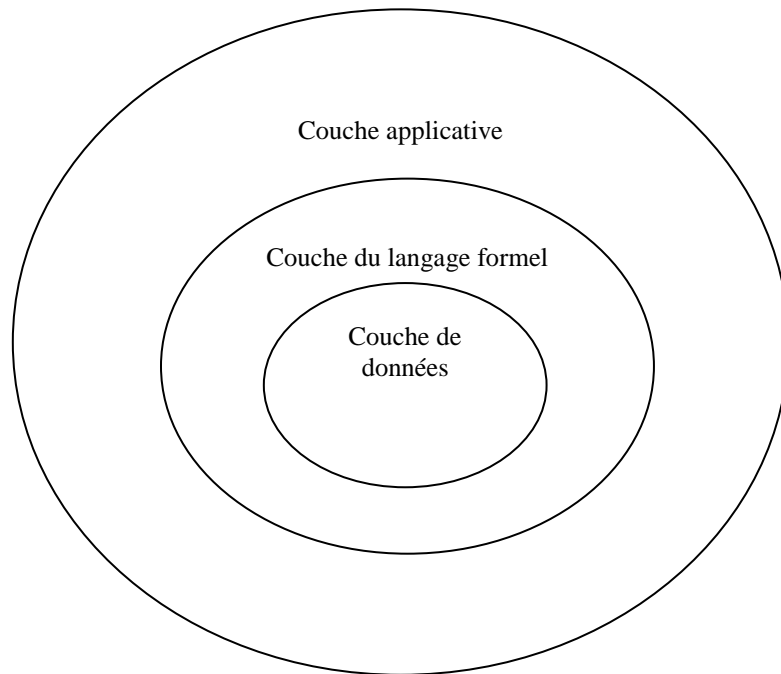 Couche applicative
Couche du langage formel
Couche de
données